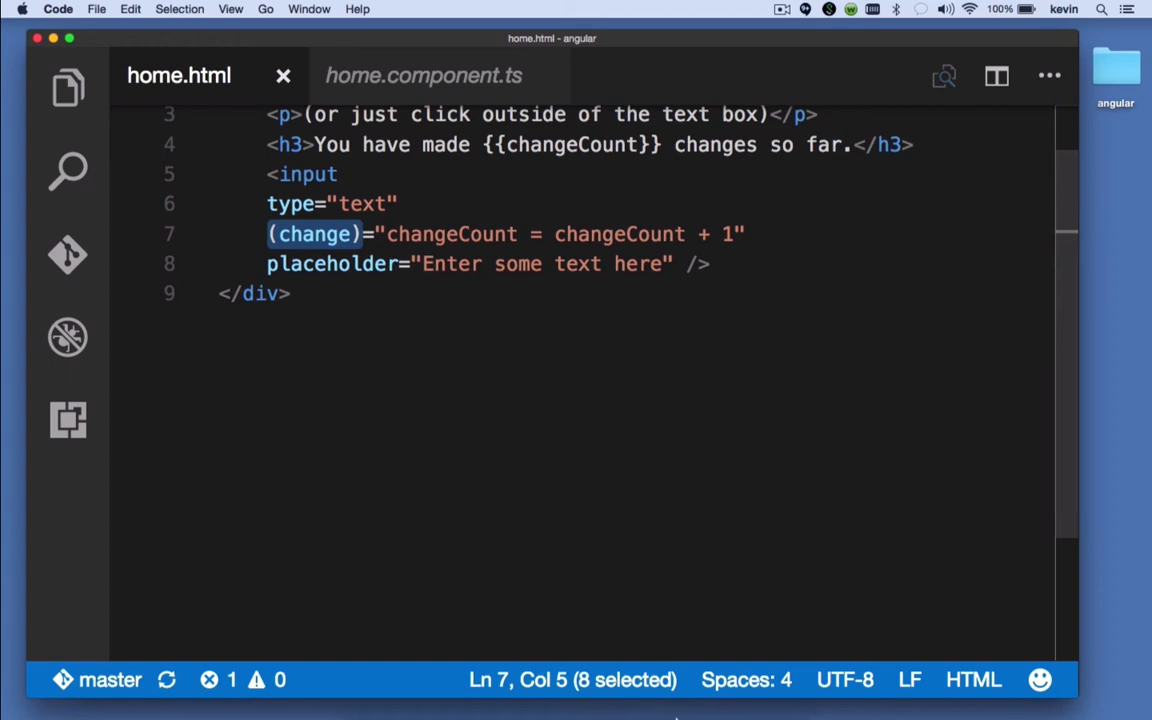 Code File Edit Selection View Go Window Help 100% kevin
home.html - angular
home.html home.component.ts
angular
3 <p>(or just click outside of the text box)</p>
4 <h3>You have made {{changeCount}} changes so far.</h3>
5 <input
6 type="text"
7 (change)="changeCount = changeCount + 1"
8 placeholder="Enter some text here" />
9 </div>
master 1 0 Ln 7, Col 5 (8 selected) Spaces: 4 UTF-8 LF HTML